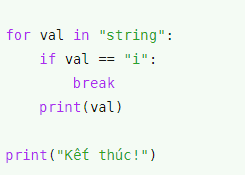 for val in "string":
    if val == "i":
        break
    print(val)

print("Kết thúc!")